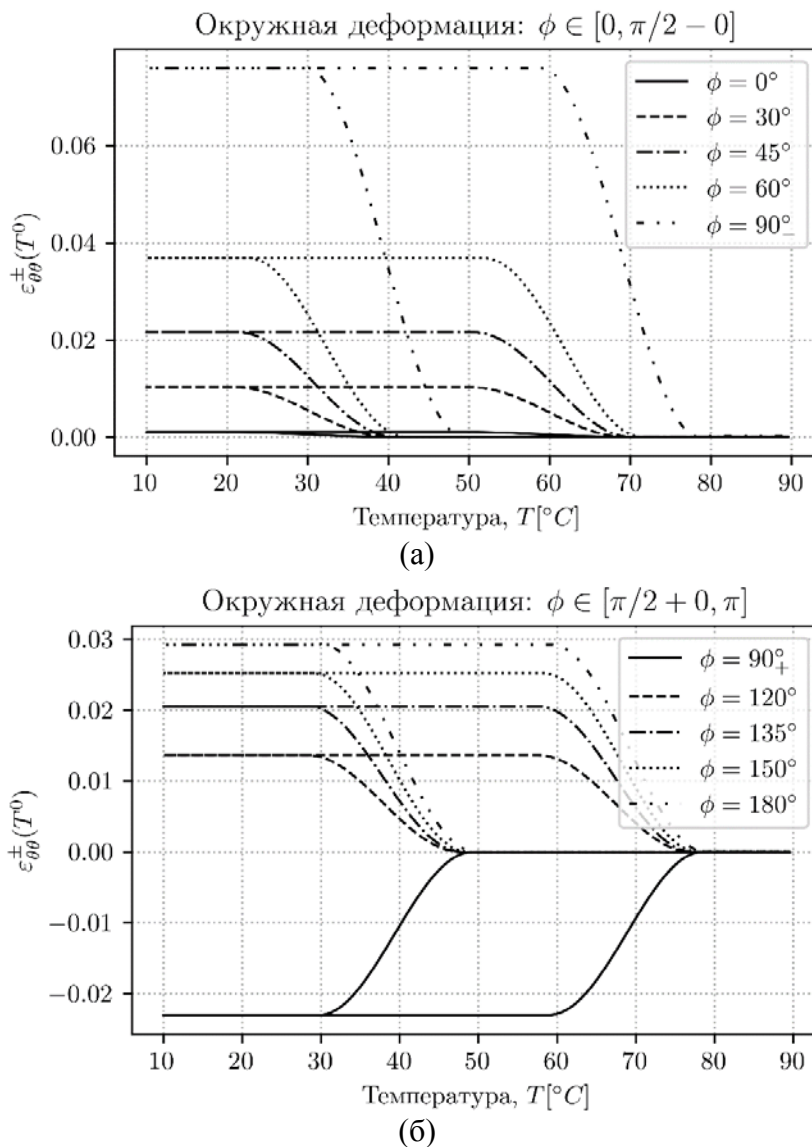 Окружная деформация: ϕ ∈ [0, π/2 − 0]
ε±θθ(T⁰)
0.06
0.04
0.02
0.00
ϕ = 0°
ϕ = 30°
ϕ = 45°
ϕ = 60°
ϕ = 90°₋
10 20 30 40 50 60 70 80 90
Температура, T[°C]
(а)
Окружная деформация: ϕ ∈ [π/2 + 0, π]
ε±θθ(T⁰)
0.03
0.02
0.01
0.00
−0.01
−0.02
ϕ = 90°₊
ϕ = 120°
ϕ = 135°
ϕ = 150°
ϕ = 180°
10 20 30 40 50 60 70 80 90
Температура, T[°C]
(б)